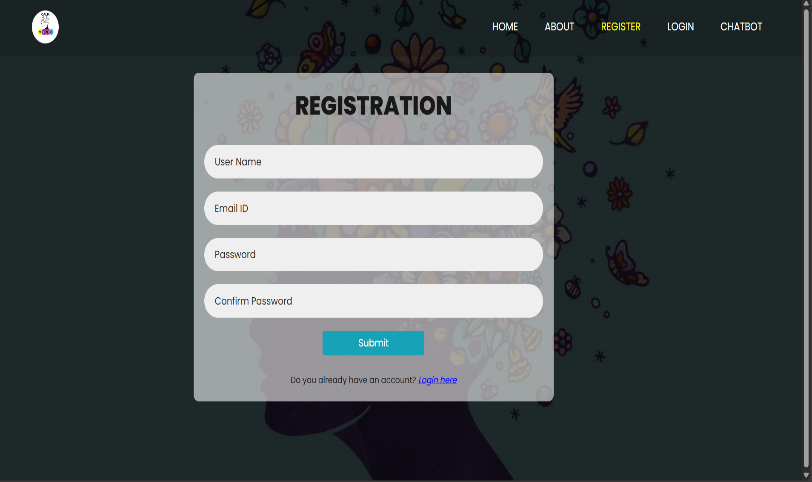 HOME ABOUT REGISTER LOGIN CHATBOT
REGISTRATION
User Name
Email ID
Password
Confirm Password
Submit
Do you already have an account? Login here